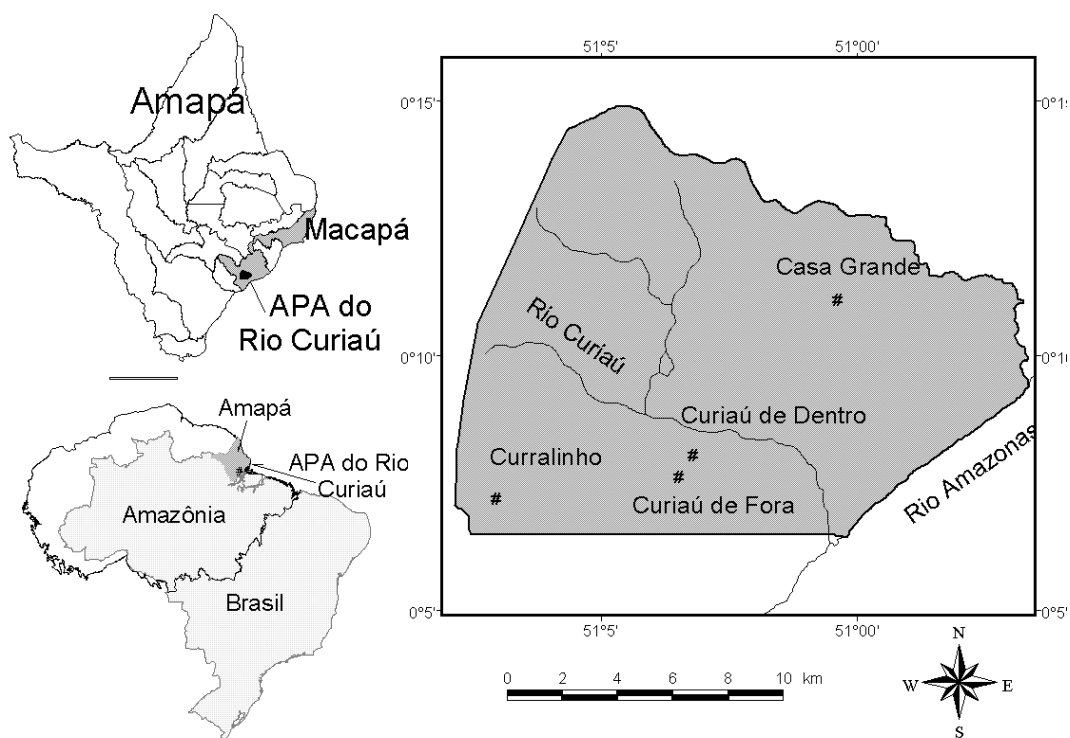 Amapá
Macapá
APA do
Rio Curiaú
Amapá
APA do Rio
Curiaú
Amazônia
Brasil
51°5'
51°00'
0°15'
0°15
Casa Grande
#
Rio Curiaú
0°10'
0°10
Curiaú de Dentro
#
Curralinho
#
#
Curiaú de Fora
Rio Amazonas
0°5'
0°5'
51°5'
51°00'
0 2 4 6 8 10 km
N
W E
S